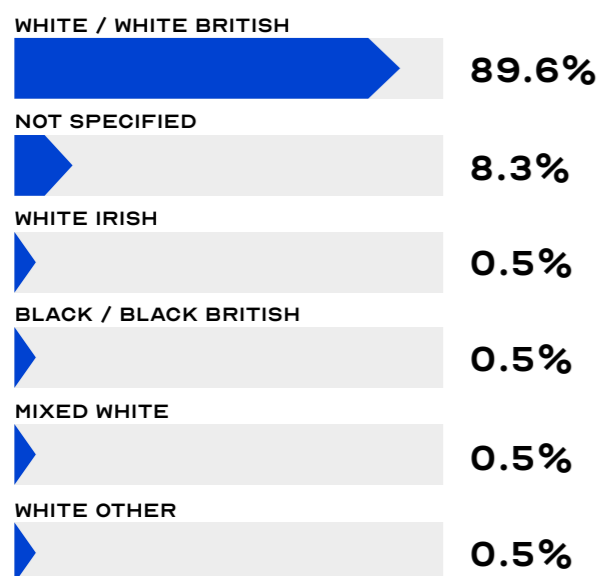 WHITE / WHITE BRITISH
89.6%
NOT SPECIFIED
8.3%
WHITE IRISH
0.5%
BLACK / BLACK BRITISH
0.5%
MIXED WHITE
0.5%
WHITE OTHER
0.5%